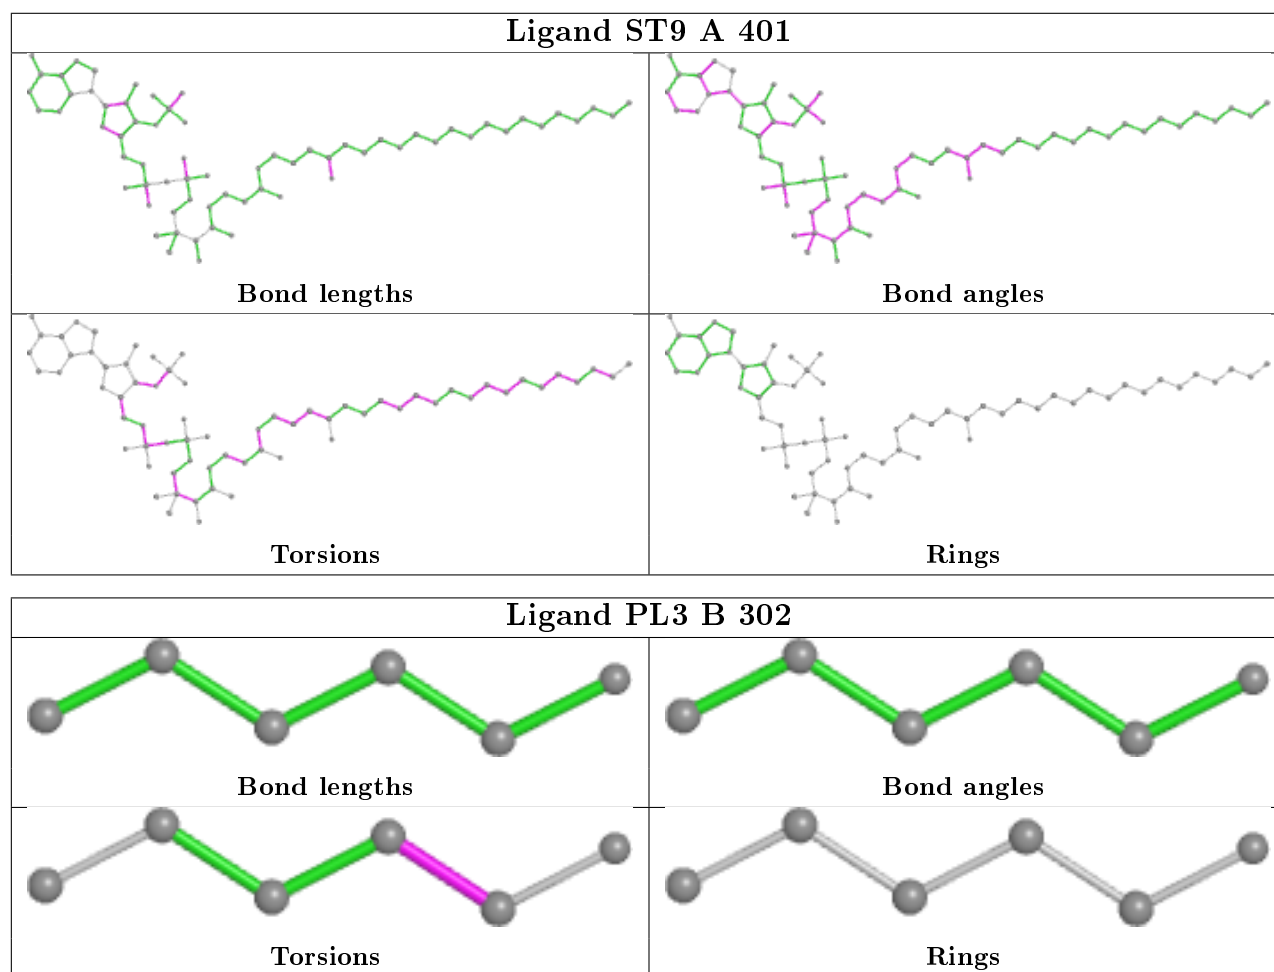 Ligand ST9 A 401
Bond lengths
Bond angles
Torsions
Rings
Ligand PL3 B 302
Bond lengths
Bond angles
Torsions
Rings